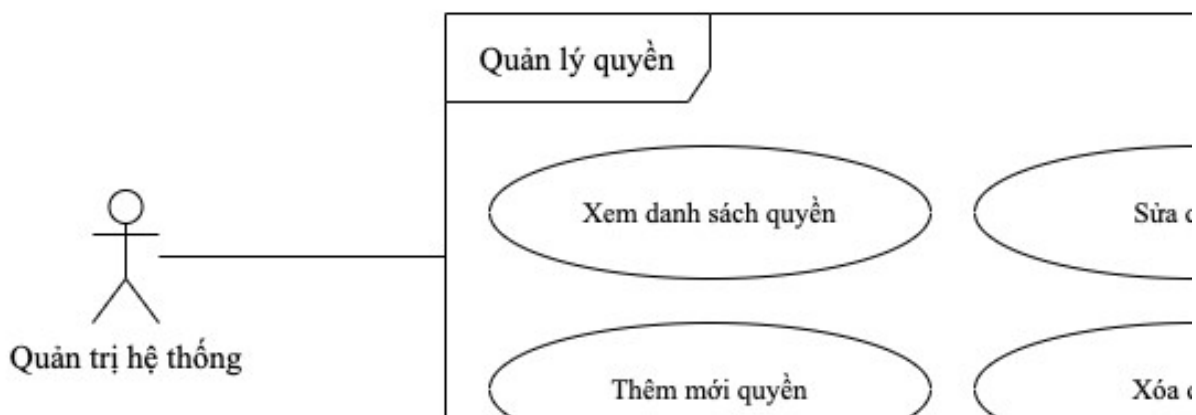 Quản lý quyền
Xem danh sách quyền
Sửa
Quản trị hệ thống
Thêm mới quyền
Xóa